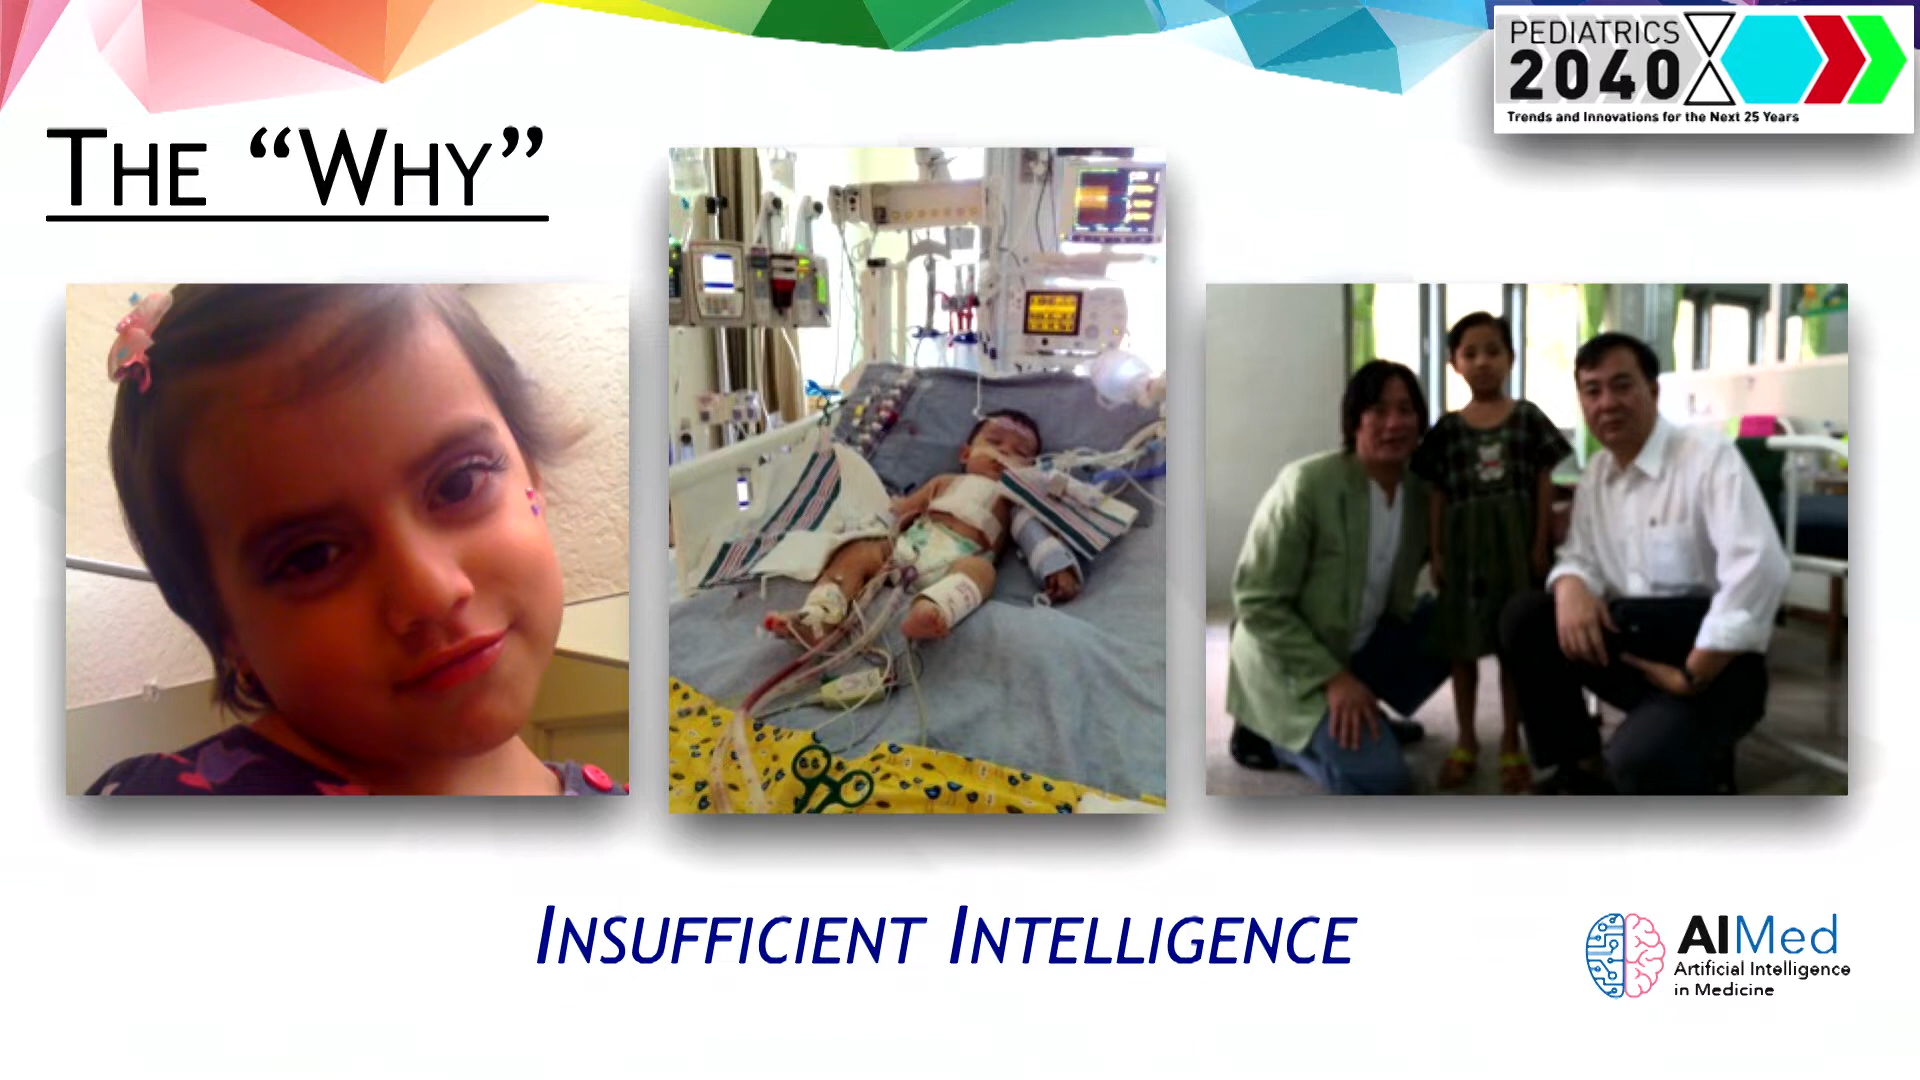 PEDIATRICS
2040
Trends and Innovations for the Next 25 Years
THE “WHY”
INSUFFICIENT INTELLIGENCE
AIMed
Artificial Intelligence
in Medicine